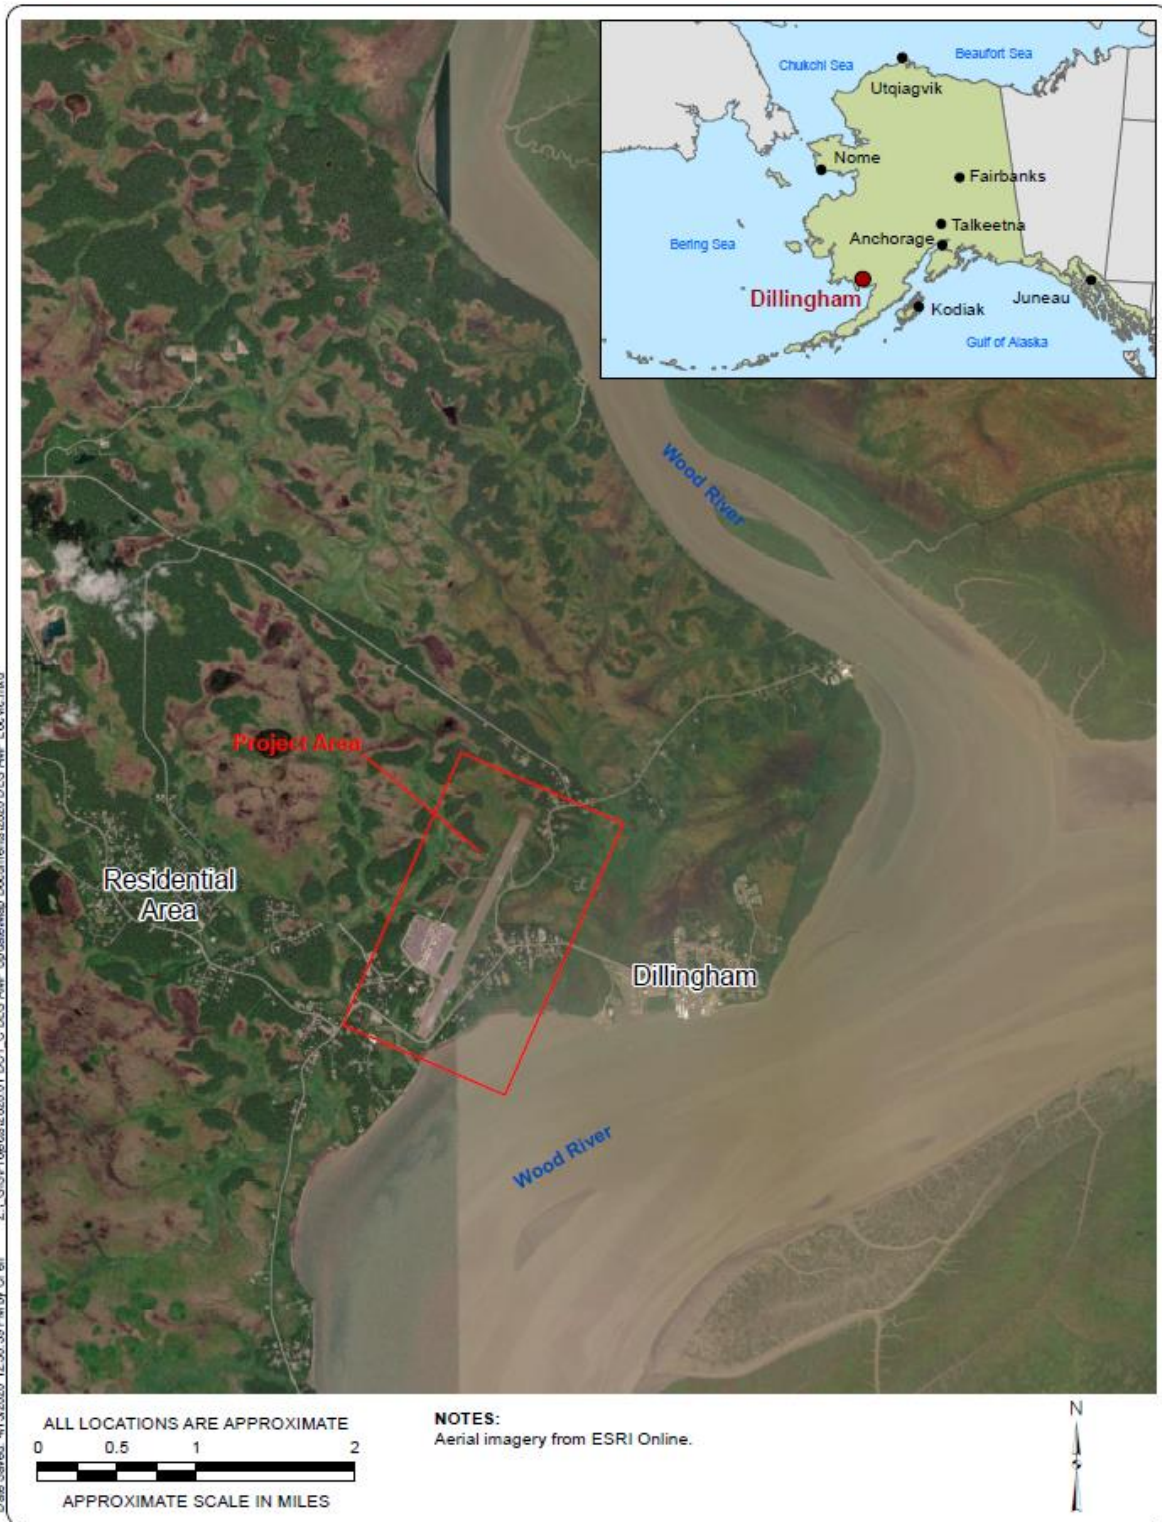 Chukchi Sea
Beaufort Sea
Utqiagvik
Nome
Fairbanks
Talkeetna
Bering Sea
Anchorage
Dillingham
Juneau
Kodiak
Gulf of Alaska
Wood River
Project Area
Residential
Area
Dillingham
Wood River
ALL LOCATIONS ARE APPROXIMATE
0 0.5 1 2
APPROXIMATE SCALE IN MILES
NOTES:
Aerial imagery from ESRI Online.
N